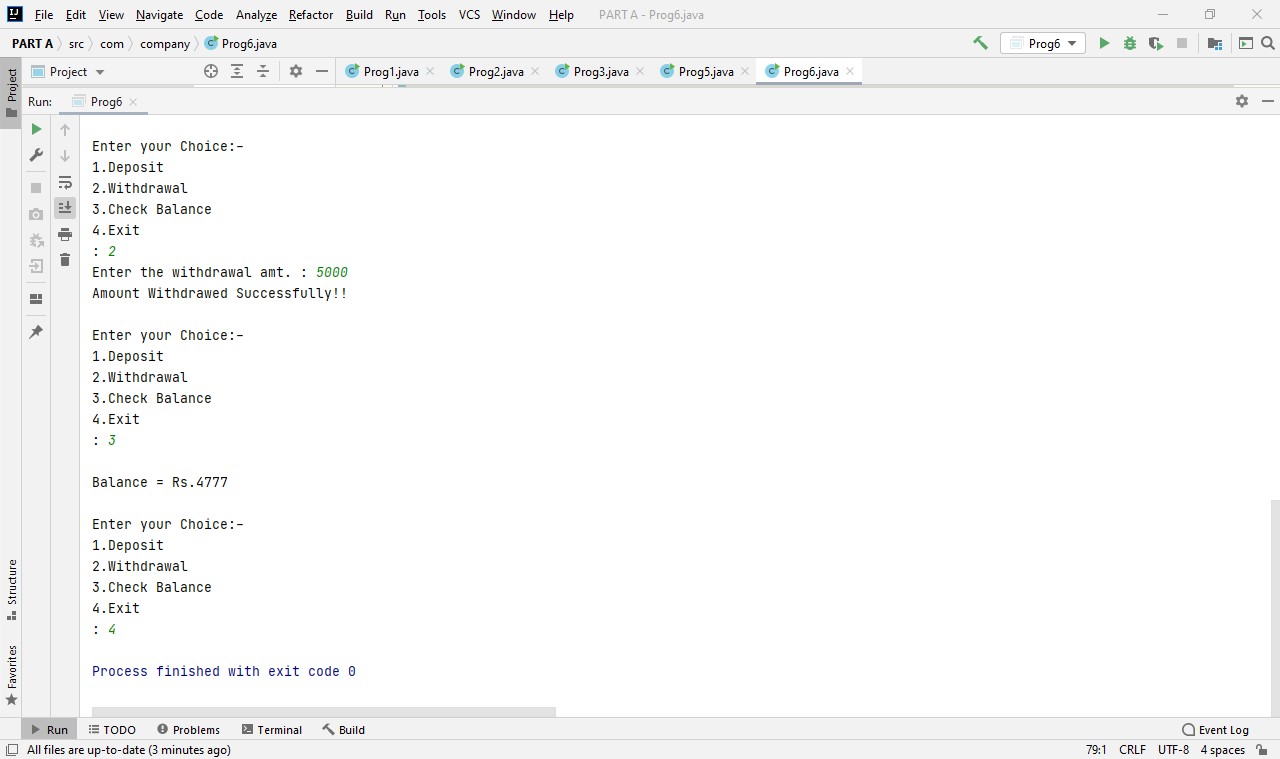 File Edit View Navigate Code Analyze Refactor Build Run Tools VCS Window Help PART A - Prog6.java
PART A src com company Prog6.java Prog6
Project Prog1.java Prog2.java Prog3.java Prog5.java Prog6.java
Project
Run: Prog6
Enter your Choice:-
1.Deposit
2.Withdrawal
3.Check Balance
4.Exit
: 2
Enter the withdrawal amt. : 5000
Amount Withdrawed Successfully!!
Enter your Choice:-
1.Deposit
2.Withdrawal
3.Check Balance
4.Exit
: 3
Balance = Rs.4777
Enter your Choice:-
1.Deposit
2.Withdrawal
3.Check Balance
4.Exit
: 4
Process finished with exit code 0
Structure
Favorites
Run TODO Problems Terminal Build Event Log
All files are up-to-date (3 minutes ago) 79:1 CRLF UTF-8 4 spaces